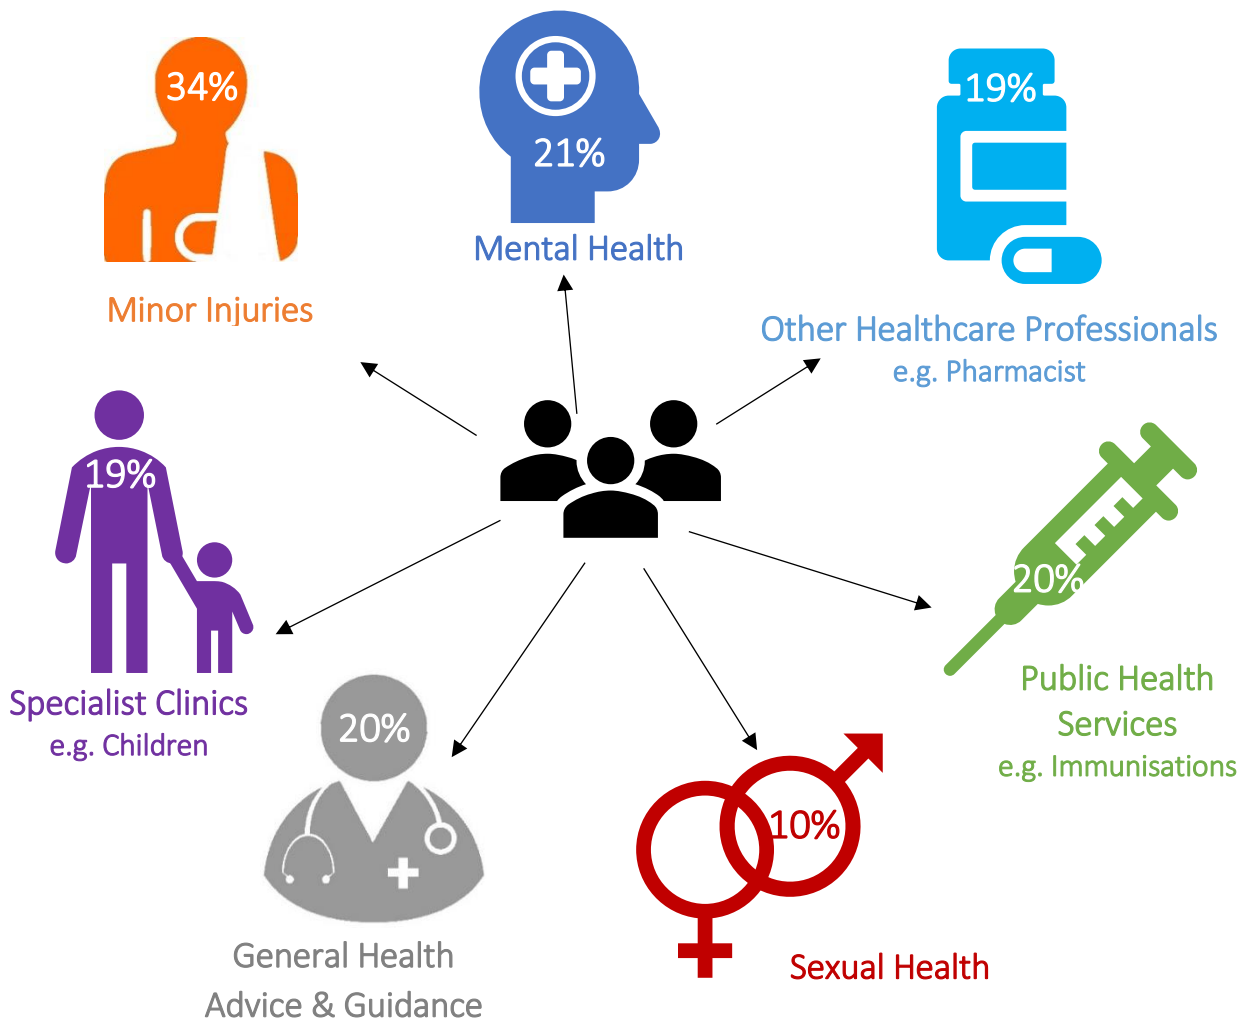 34%
Minor Injuries
21%
Mental Health
19%
Other Healthcare Professionals
e.g. Pharmacist
19%
Specialist Clinics
e.g. Children
20%
Public Health
Services
e.g. Immunisations
20%
General Health
Advice & Guidance
10%
Sexual Health